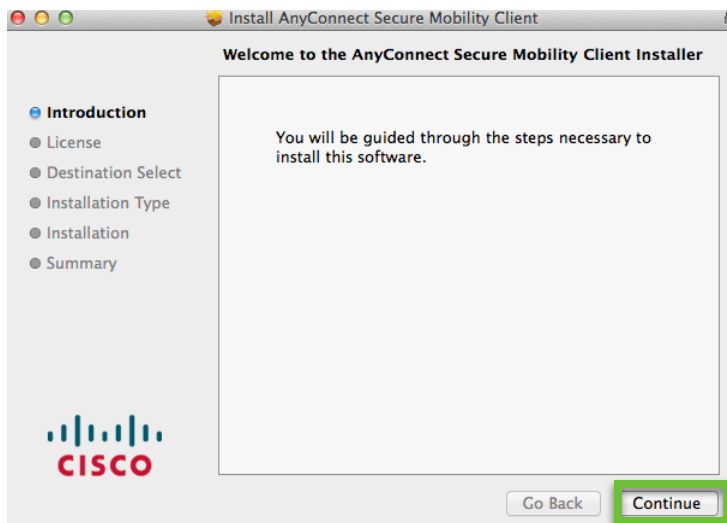 Install AnyConnect Secure Mobility Client
Welcome to the AnyConnect Secure Mobility Client Installer
Introduction
License
Destination Select
Installation Type
Installation
Summary
You will be guided through the steps necessary to
install this software.
CISCO
Go Back
Continue